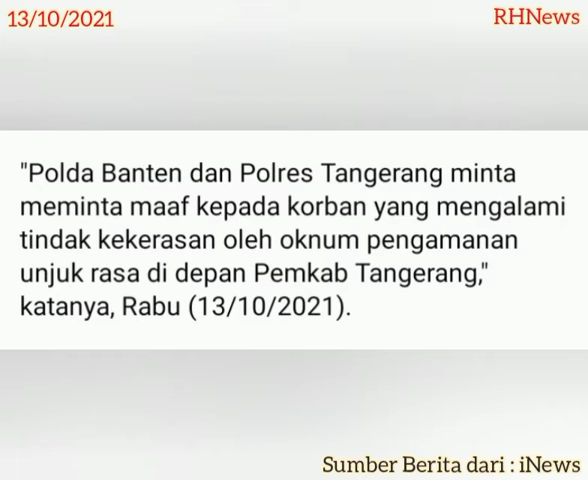 13/10/2021 RHNews
"Polda Banten dan Polres Tangerang minta
meminta maaf kepada korban yang mengalami
tindak kekerasan oleh oknum pengamanan
unjuk rasa di depan Pemkab Tangerang,"
katanya, Rabu (13/10/2021).
Sumber Berita dari : iNews